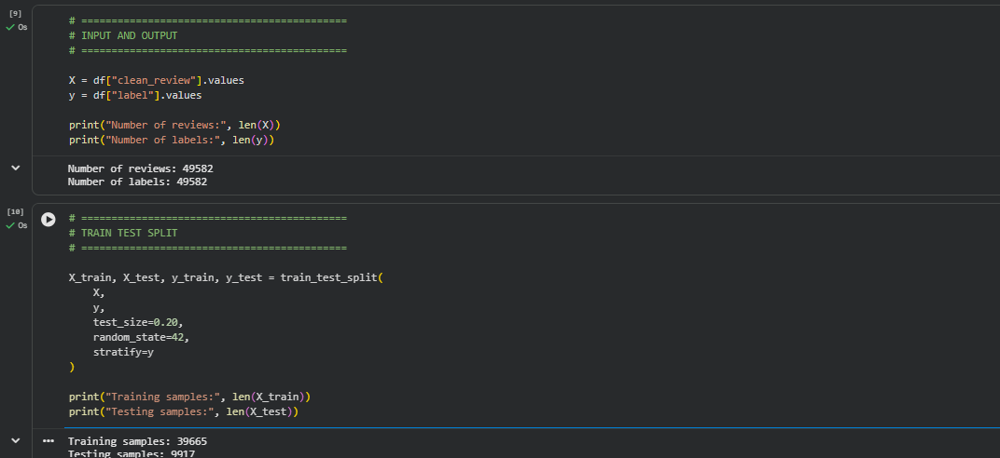 [9]
0s
# ============================================
# INPUT AND OUTPUT
# ============================================
X = df["clean_review"].values
y = df["label"].values
print("Number of reviews:", len(X))
print("Number of labels:", len(y))
Number of reviews: 49582
Number of labels: 49582
[10]
0s
# ============================================
# TRAIN TEST SPLIT
# ============================================
X_train, X_test, y_train, y_test = train_test_split(
    X,
    y,
    test_size=0.20,
    random_state=42,
    stratify=y
)
print("Training samples:", len(X_train))
print("Testing samples:", len(X_test))
Training samples: 39665
Testing samples: 9917